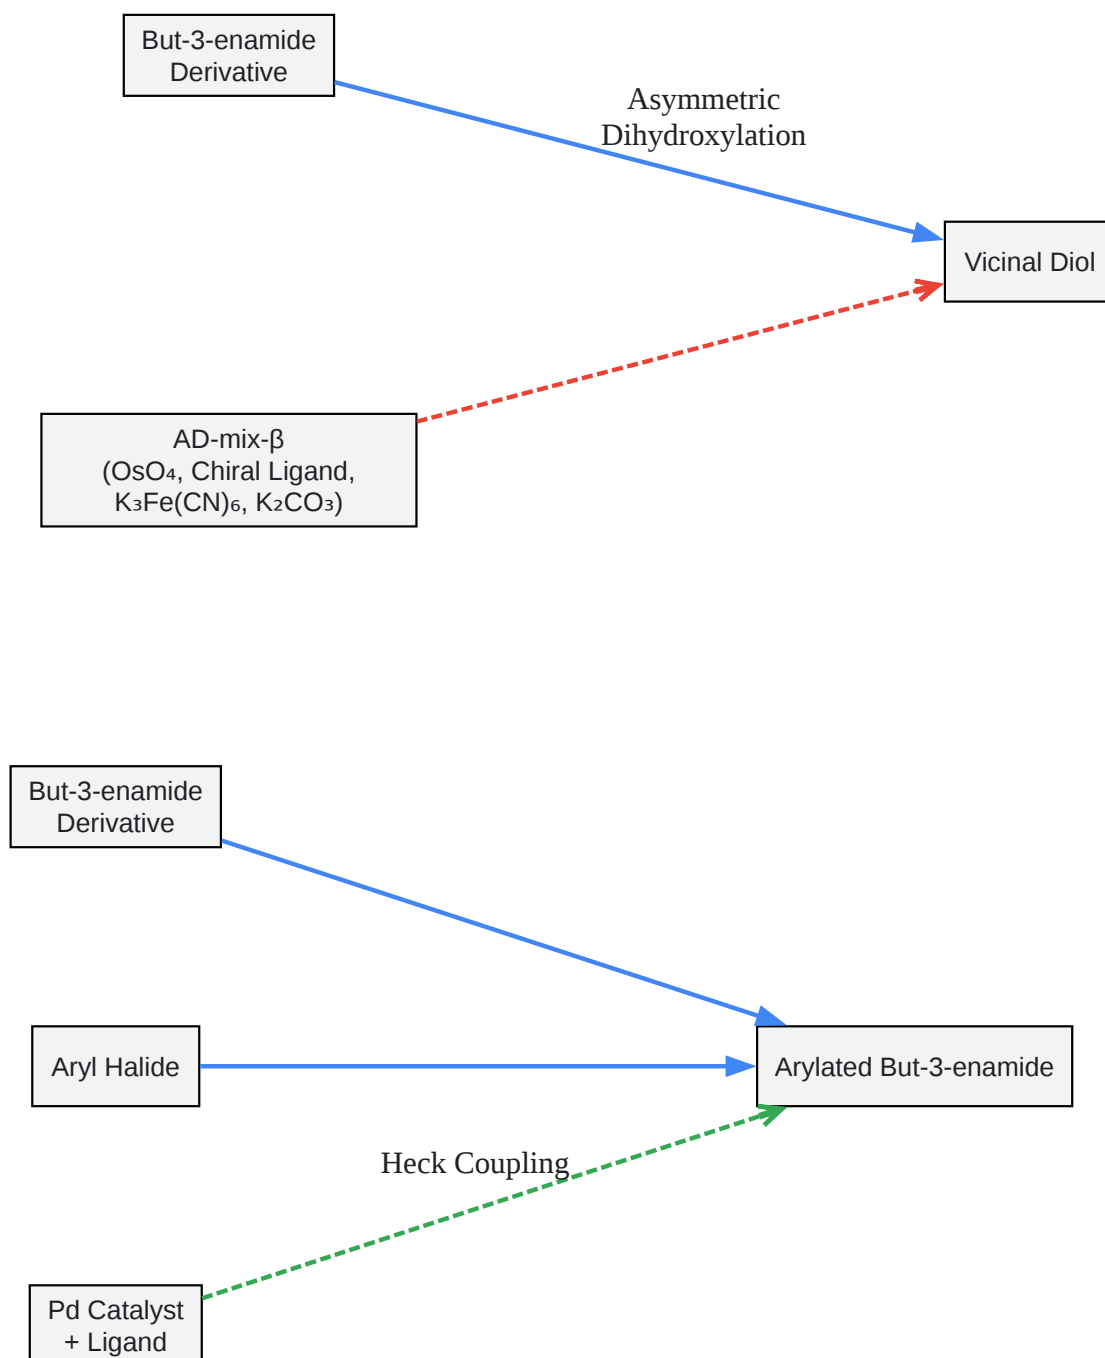 But-3-enamide
Derivative
Asymmetric
Dihydroxylation
Vicinal Diol
AD-mix-β
(OsO₄, Chiral Ligand,
K₃Fe(CN)₆, K₂CO₃)
But-3-enamide
Derivative
Aryl Halide
Arylated But-3-enamide
Heck Coupling
Pd Catalyst
+ Ligand